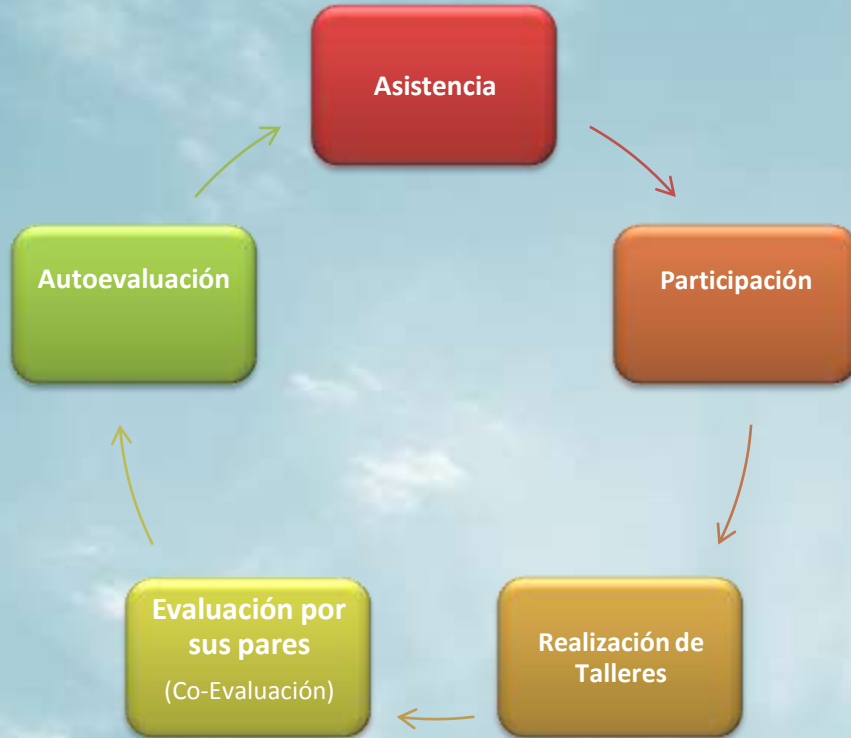 Asistencia
Participación
Realización de
Talleres
Evaluación por
sus pares
(Co-Evaluación)
Autoevaluación